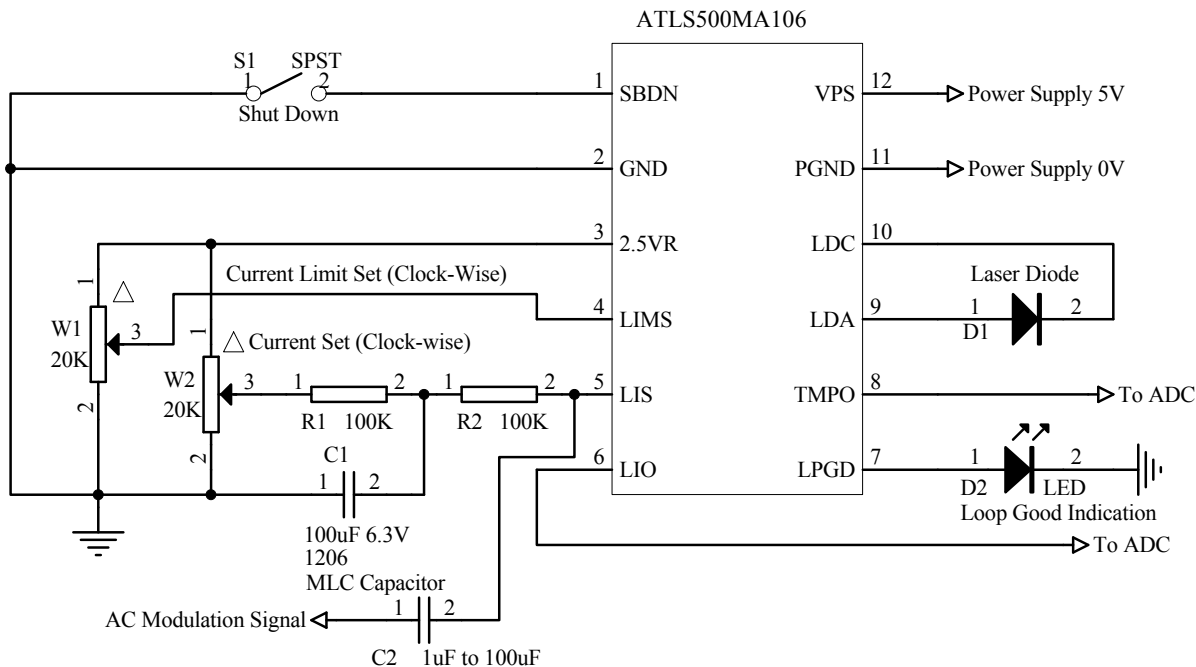 ATLS500MA106
S1 SPST
1 2
Shut Down
1 SBDN
VPS 12
Power Supply 5V
2 GND
PGND 11
Power Supply 0V
3 2.5VR
LDC 10
Current Limit Set (Clock-Wise)
Laser Diode
4 LIMS
LDA 9
1 2
D1
1
W1
20K
3
2
Current Set (Clock-wise)
1
W2
20K
3
2
1 2
R1 100K
1 2
R2 100K
5 LIS
TMPO 8
To ADC
6 LIO
LPGD 7
1 2
D2 LED
Loop Good Indication
To ADC
C1
1 2
100uF 6.3V
1206
MLC Capacitor
AC Modulation Signal
1 2
C2 1uF to 100uF